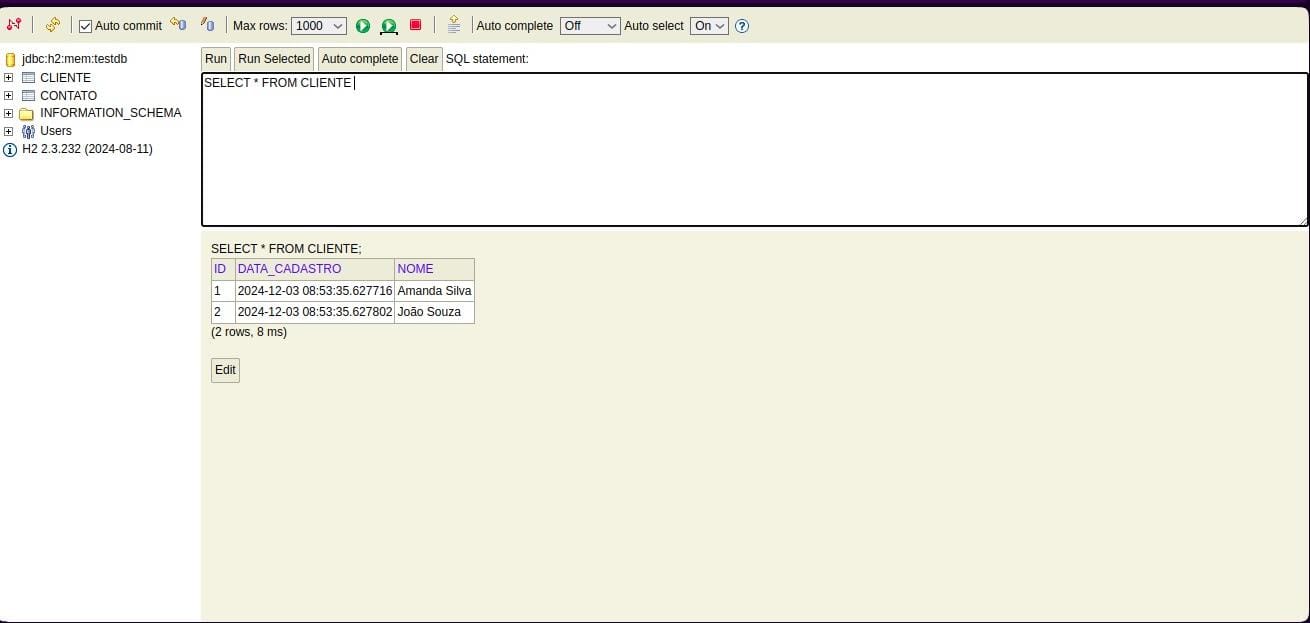 Auto commit Max rows: 1000 Auto complete Off Auto select On
jdbc:h2:mem:testdb
CLIENTE
CONTATO
INFORMATION_SCHEMA
Users
H2 2.3.232 (2024-08-11)
Run Run Selected Auto complete Clear SQL statement:
SELECT * FROM CLIENTE
SELECT * FROM CLIENTE;
ID DATA_CADASTRO NOME
1 2024-12-03 08:53:35.627716 Amanda Silva
2 2024-12-03 08:53:35.627802 João Souza
(2 rows, 8 ms)
Edit